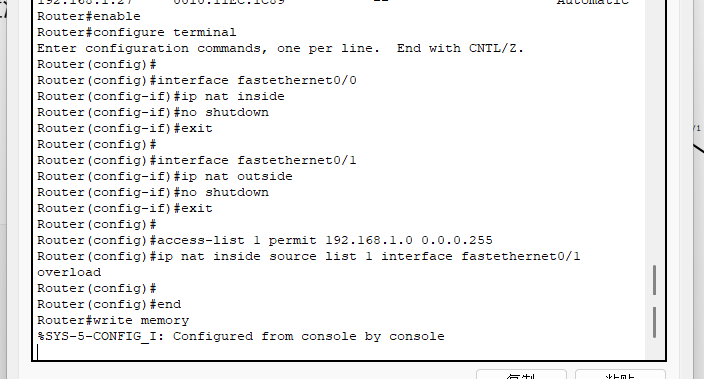 192.168.1.27 0010.11EC.1C89 -- Automatic
Router#enable
Router#configure terminal
Enter configuration commands, one per line. End with CNTL/Z.
Router(config)#
Router(config)#interface fastethernet0/0
Router(config-if)#ip nat inside
Router(config-if)#no shutdown
Router(config-if)#exit
Router(config)#
Router(config)#interface fastethernet0/1
Router(config-if)#ip nat outside
Router(config-if)#no shutdown
Router(config-if)#exit
Router(config)#
Router(config)#access-list 1 permit 192.168.1.0 0.0.0.255
Router(config)#ip nat inside source list 1 interface fastethernet0/1
overload
Router(config)#
Router(config)#end
Router#write memory
%SYS-5-CONFIG_I: Configured from console by console
/1
复制
粘贴